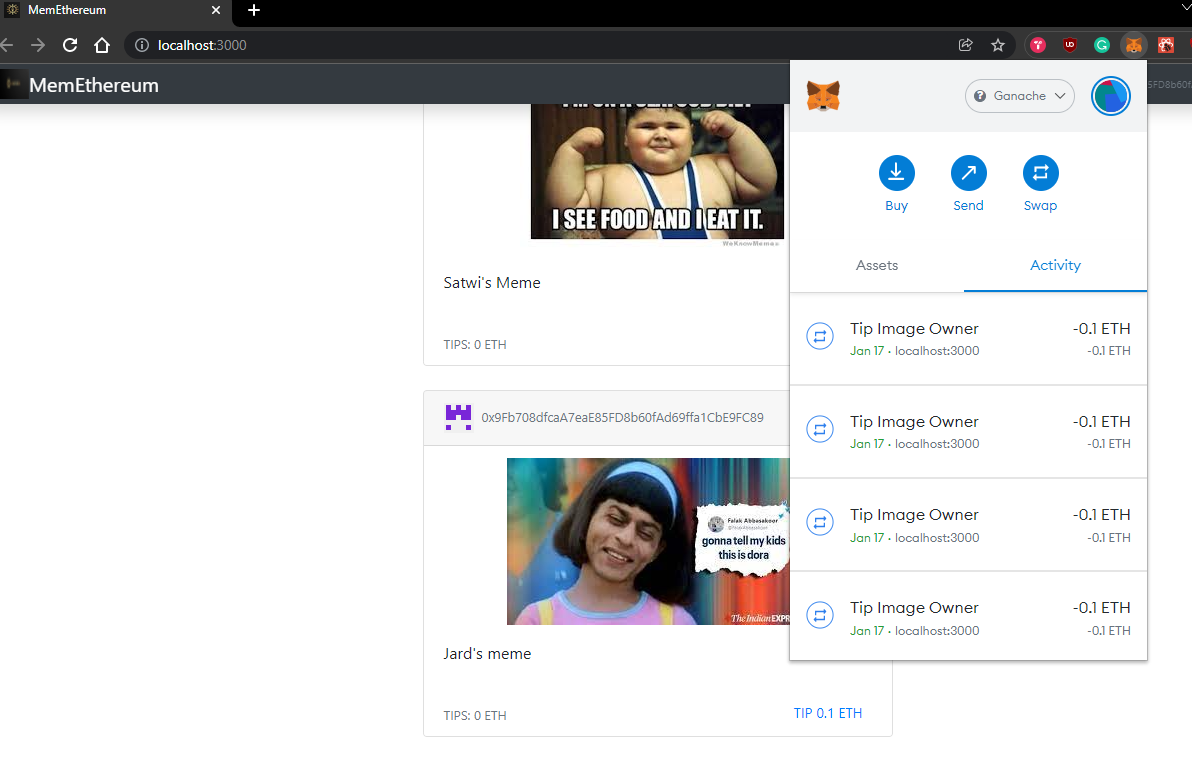 MemEthereum
localhost:3000
MemEthereum
Ganache
Buy
Send
Swap
Assets
Activity
Tip Image Owner
-0.1 ETH
Jan 17 · localhost:3000
-0.1 ETH
Tip Image Owner
-0.1 ETH
Jan 17 · localhost:3000
-0.1 ETH
Tip Image Owner
-0.1 ETH
Jan 17 · localhost:3000
-0.1 ETH
Tip Image Owner
-0.1 ETH
Jan 17 · localhost:3000
-0.1 ETH
I SEE FOOD AND I EAT IT.
WeKnowMemes
Satwi's Meme
TIPS: 0 ETH
0x9Fb708dfcaA7eaE85FD8b60fAd69ffa1CbE9FC89
Falak Abbasakoor
gonna tell my kids
this is dora
The Indian EXPR
Jard's meme
TIPS: 0 ETH
TIP 0.1 ETH